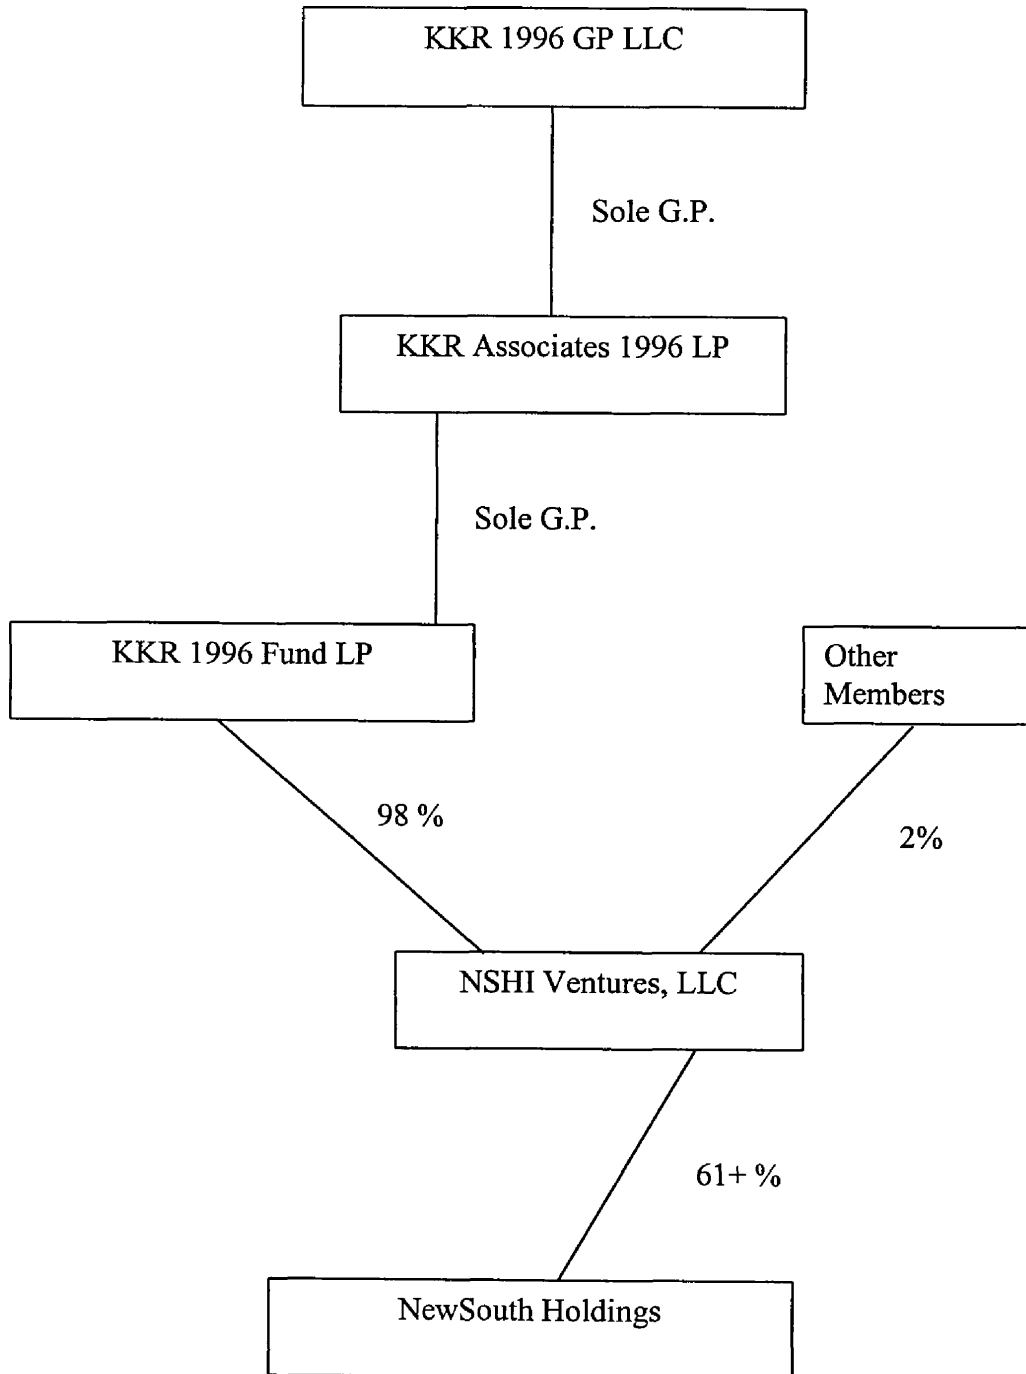 KKR 1996 GP LLC
Sole G.P.
KKR Associates 1996 LP
Sole G.P.
KKR 1996 Fund LP
Other
Members
98 %
2%
NSHI Ventures, LLC
61+ %
NewSouth Holdings